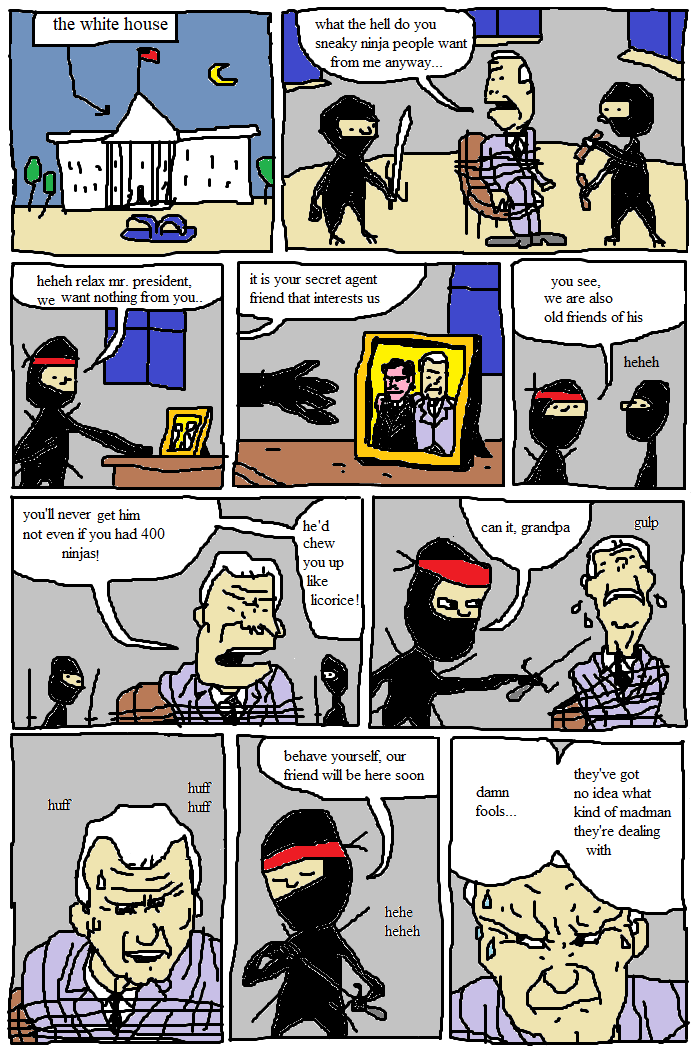 the white house
what the hell do you
sneaky ninja people want
from me anyway...
heheh relax mr. president,
we want nothing from you..
it is your secret agent
friend that interests us
you see,
we are also
old friends of his
heheh
you'll never get him
not even if you had 400
ninjas!
he'd
chew
you up
like
licorice!
can it, grandpa
gulp
huff
huff
huff
behave yourself, our
friend will be here soon
hehe
heheh
damn
fools...
they've got
no idea what
kind of madman
they're dealing
with